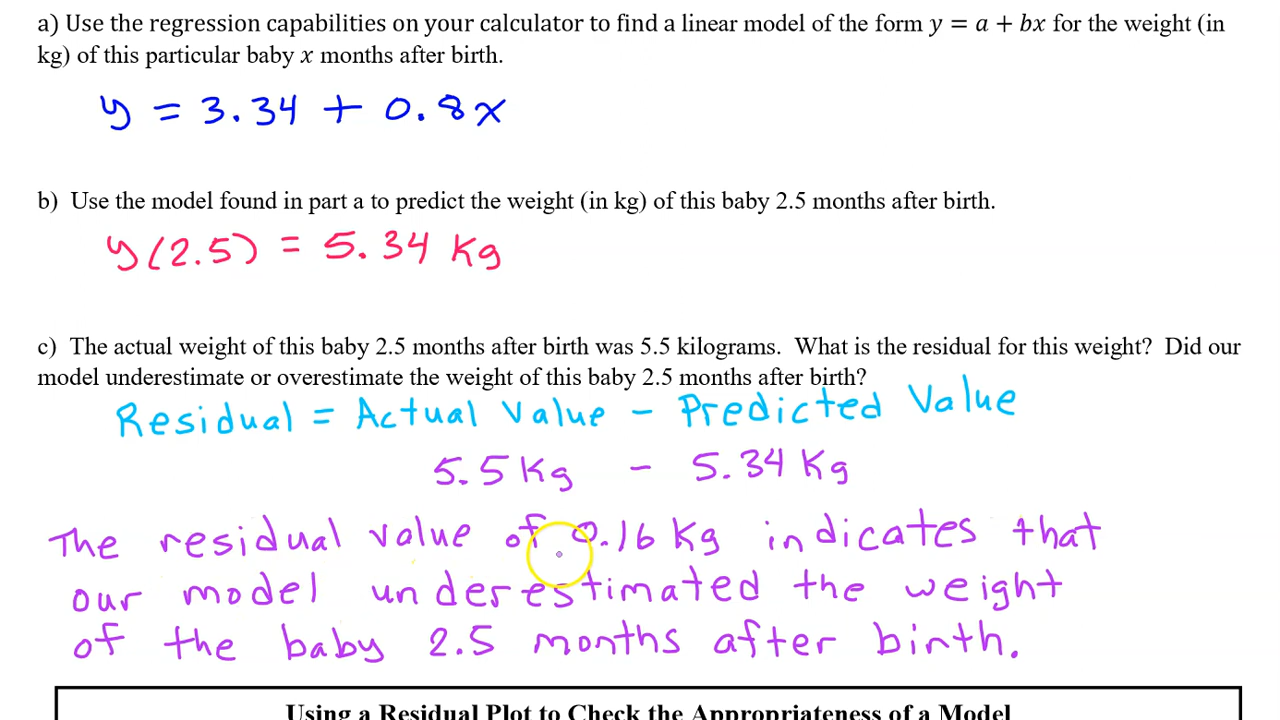 a) Use the regression capabilities on your calculator to find a linear model of the form y = a + bx for the weight (in
kg) of this particular baby x months after birth.
y = 3.34 + 0.8x
b) Use the model found in part a to predict the weight (in kg) of this baby 2.5 months after birth.
y(2.5) = 5.34 Kg
c) The actual weight of this baby 2.5 months after birth was 5.5 kilograms. What is the residual for this weight? Did our
model underestimate or overestimate the weight of this baby 2.5 months after birth?
Residual = Actual Value - Predicted Value
5.5 Kg - 5.34 Kg
The residual value of 0.16 Kg indicates that
our model underestimated the weight
of the baby 2.5 months after birth.
Using a Residual Plot to Check the Appropriateness of a Model